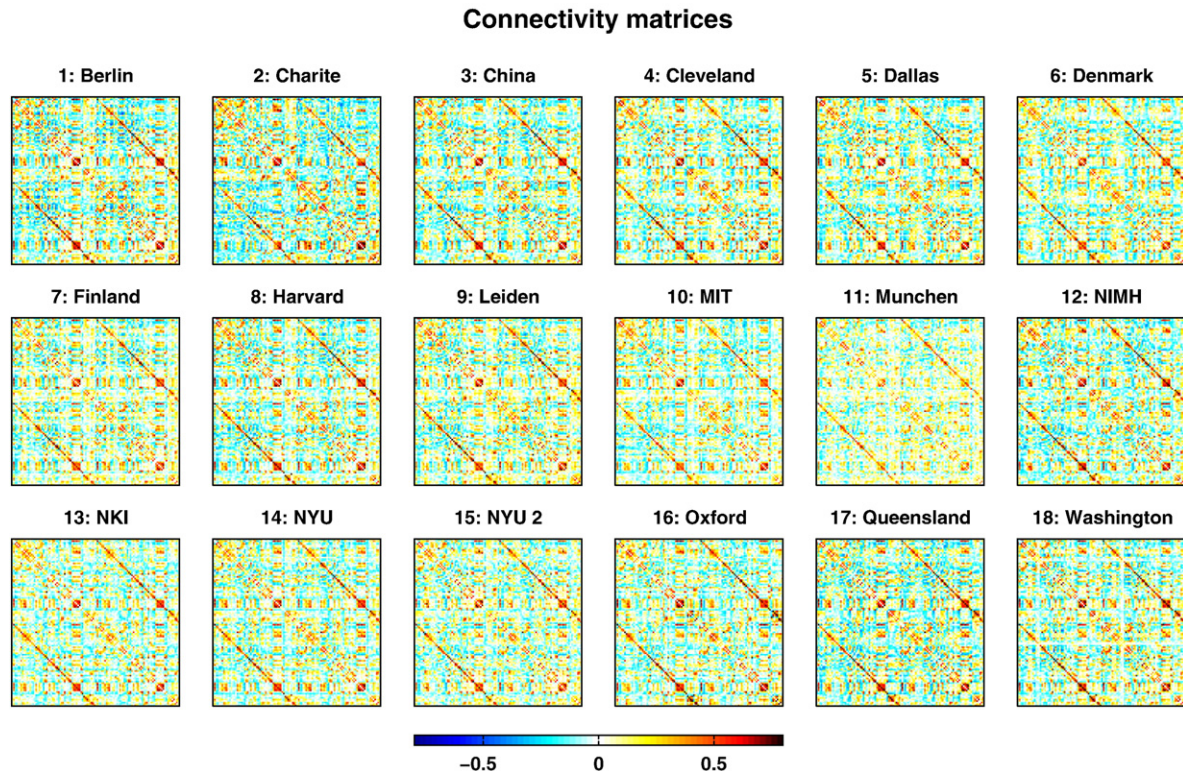 Connectivity matrices
1: Berlin
2: Charite
3: China
4: Cleveland
5: Dallas
6: Denmark
7: Finland
8: Harvard
9: Leiden
10: MIT
11: Munchen
12: NIMH
13: NKI
14: NYU
15: NYU 2
16: Oxford
17: Queensland
18: Washington
−0.5
0
0.5